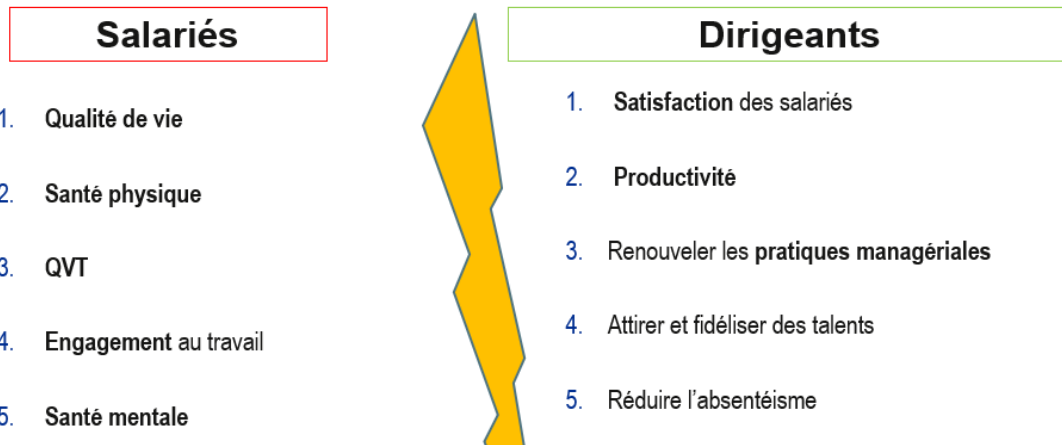 Salariés
1. Qualité de vie
2. Santé physique
3. QVT
4. Engagement au travail
5. Santé mentale
Dirigeants
1. Satisfaction des salariés
2. Productivité
3. Renouveler les pratiques managériales
4. Attirer et fidéliser des talents
5. Réduire l’absentéisme